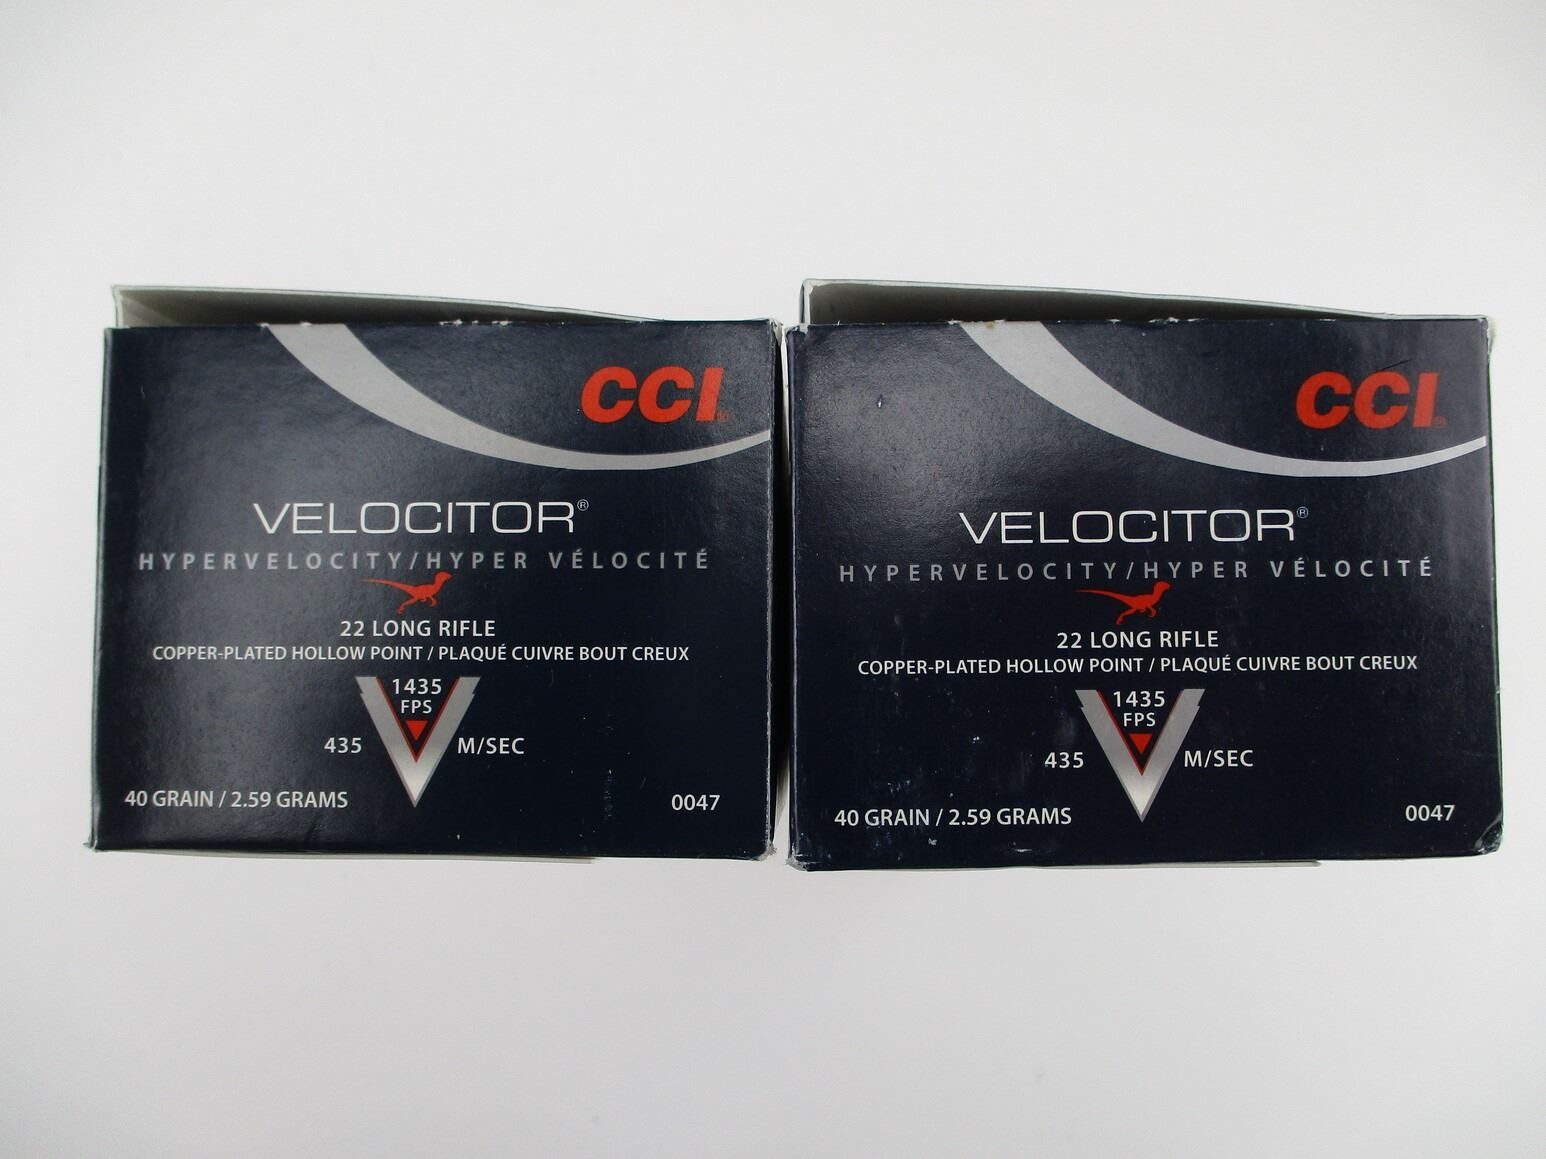 CCI
VELOCITOR®
HYPERVELOCITY/HYPER VÉLOCITÉ
22 LONG RIFLE
COPPER-PLATED HOLLOW POINT / PLAQUÉ CUIVRE BOUT CREUX
1435
FPS
435 M/SEC
40 GRAIN / 2.59 GRAMS 0047
CCI
VELOCITOR®
HYPERVELOCITY/HYPER VÉLOCITÉ
22 LONG RIFLE
COPPER-PLATED HOLLOW POINT / PLAQUÉ CUIVRE BOUT CREUX
1435
FPS
435 M/SEC
40 GRAIN / 2.59 GRAMS 0047